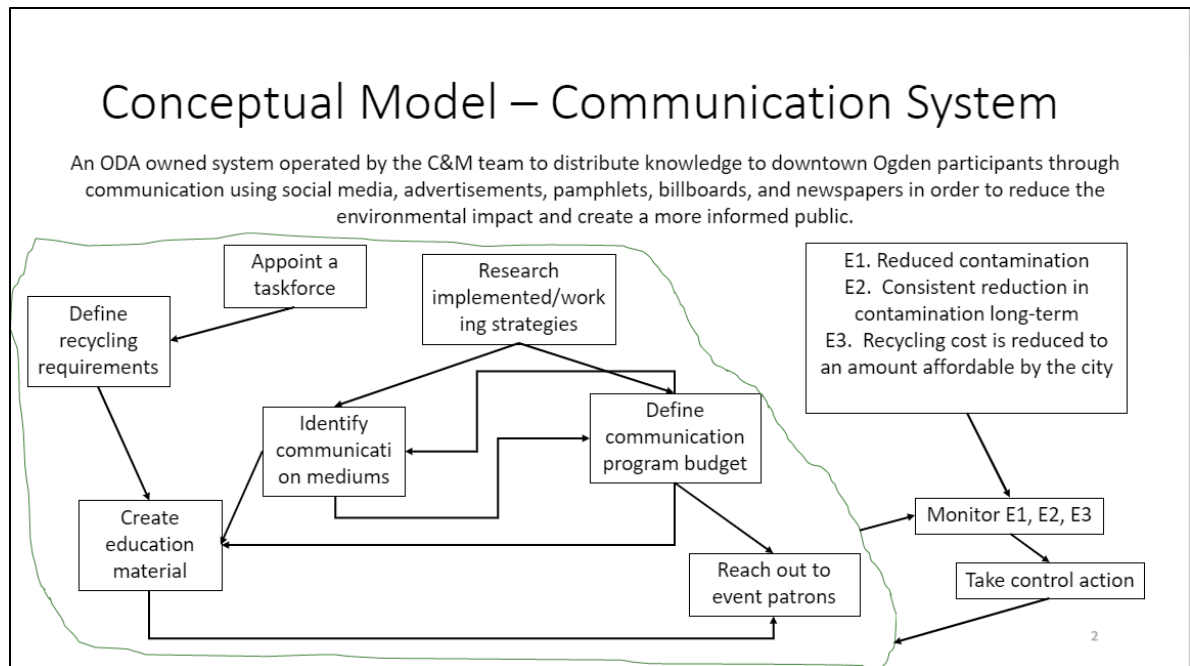 Conceptual Model – Communication System
An ODA owned system operated by the C&M team to distribute knowledge to downtown Ogden participants through
communication using social media, advertisements, pamphlets, billboards, and newspapers in order to reduce the
environmental impact and create a more informed public.
Appoint a
taskforce
Define
recycling
requirements
Research
implemented/work
ing strategies
E1. Reduced contamination
E2.  Consistent reduction in
contamination long-term
E3.  Recycling cost is reduced to
an amount affordable by the city
Identify
communicati
on mediums
Define
communication
program budget
Create
education
material
Monitor E1, E2, E3
Reach out to
event patrons
Take control action
2